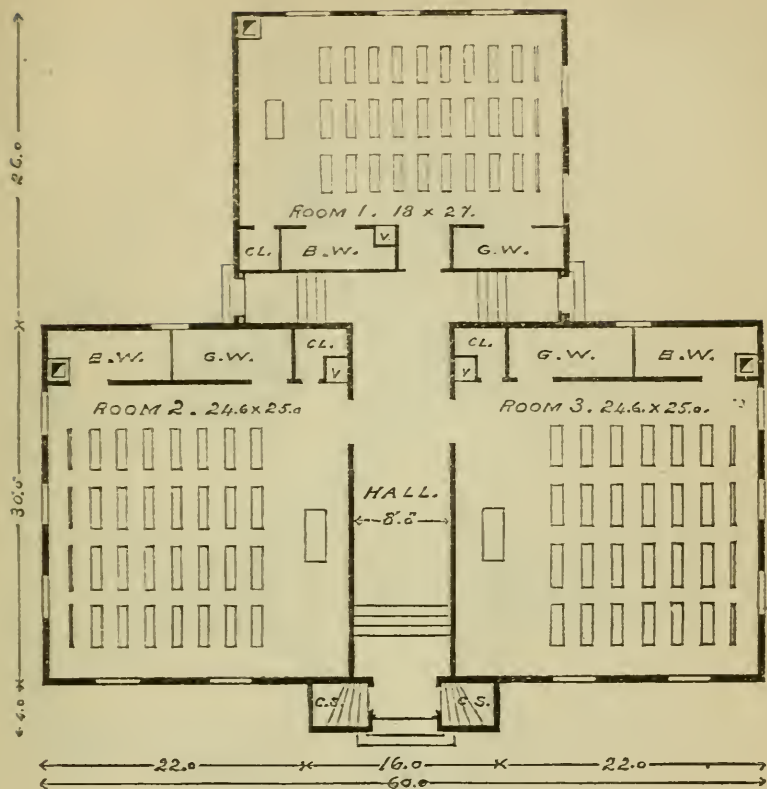 26.0
ROOM 1. 18 x 27.
CL.
B.W.
V.
G.W.
B.W.
G.W.
CL.
V
CL.
V
G.W.
B.W.
ROOM 2. 24.6 x 25.0
ROOM 3. 24.6. x 25.0.
HALL.
8.0
30.0
4.0
C.S.
C.S.
22.0
16.0
22.0
60.0